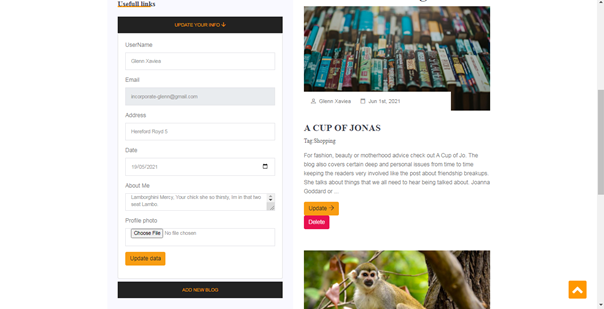 Usefull links
UPDATE YOUR INFO ↓
UserName
Glenn Xaviea
Email
incorporate-glenn@gmail.com
Address
Hereford Royd 5
Date
19/05/2021
About Me
Lamborghini Mercy, Your chick she so thirsty, Im in that two
seat Lambo.
Profile photo
Choose File No file chosen
Update data
ADD NEW BLOG
Glenn Xaviea
Jun 1st, 2021
A CUP OF JONAS
Tag Shopping
For fashion, beauty or motherhood advice check out A Cup of Jo. The
blog also covers certain deep and personal issues from time to time
keeping the readers very involved like the post about friendship breakups.
She talks about things that we all need to hear being talked about. Joanna
Goddard or ...
Update →
Delete